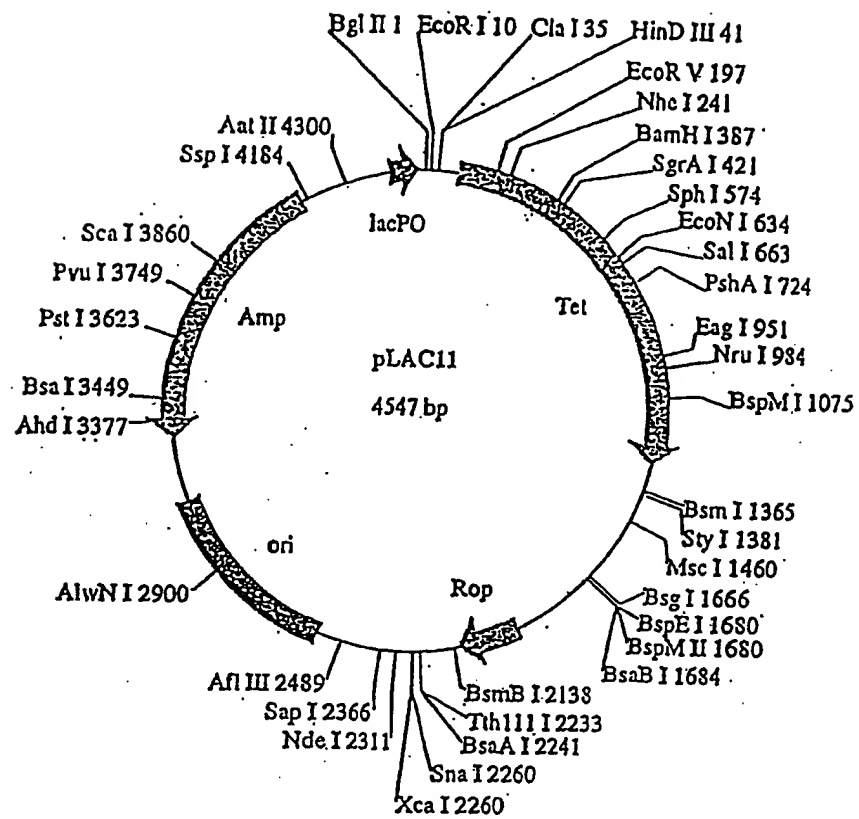 Bgl II 1
EcoR I 10
Cla I 35
HinD III 41
EcoR V 197
Nhe I 241
BamH I 387
SgrA I 421
Sph I 574
EcoN I 634
Sal I 663
PshA I 724
Eag I 951
Nru I 984
BspM I 1075
Bsm I 1365
Sty I 1381
Msc I 1460
Bsg I 1666
BspE I 1680
BspM II 1680
BsaB I 1684
BsmB I 2138
Tth111 I 2233
BsaA I 2241
Sna I 2260
Xca I 2260
Nde I 2311
Sap I 2366
Afl III 2489
AlwN I 2900
Ahd I 3377
Bsa I 3449
Pst I 3623
Pvu I 3749
Sca I 3860
Ssp I 4184
Aat II 4300
lacPO
Tet
Amp
pLAC11
4547 bp
ori
Rop